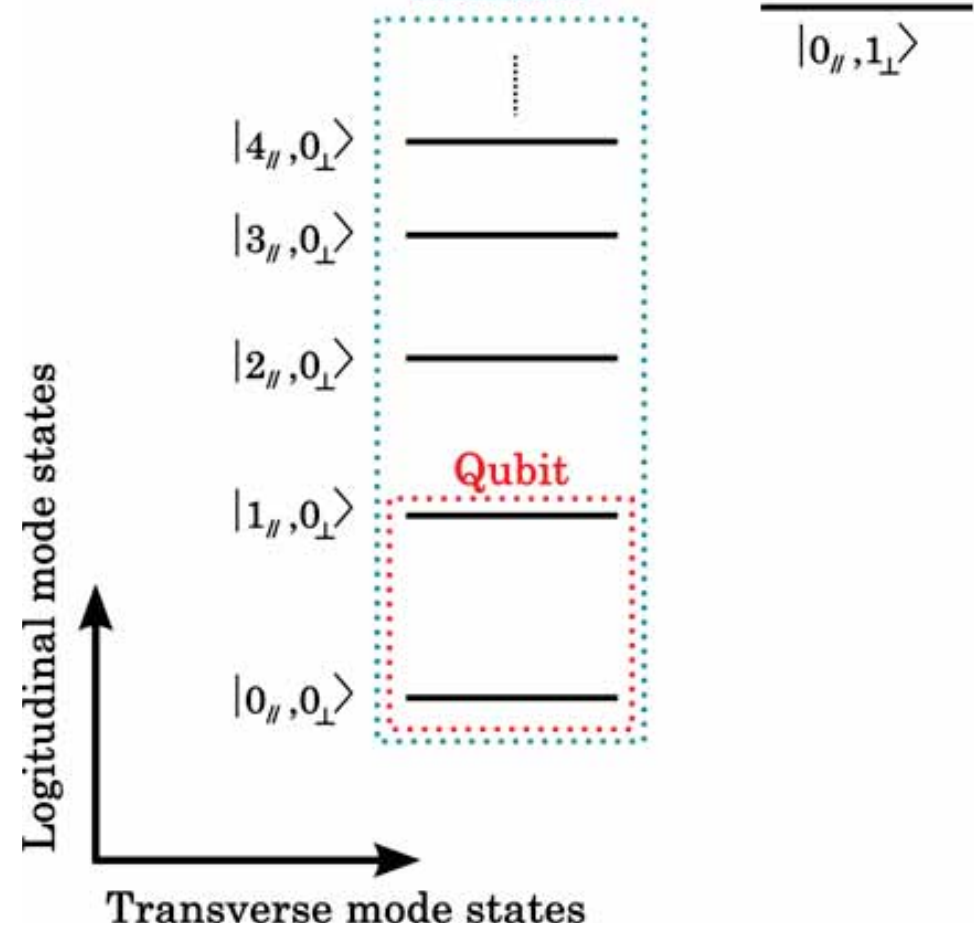 |0⫽,1⊥⟩
|4⫽,0⊥⟩
|3⫽,0⊥⟩
|2⫽,0⊥⟩
Qubit
|1⫽,0⊥⟩
|0⫽,0⊥⟩
Logitudinal mode states
Transverse mode states